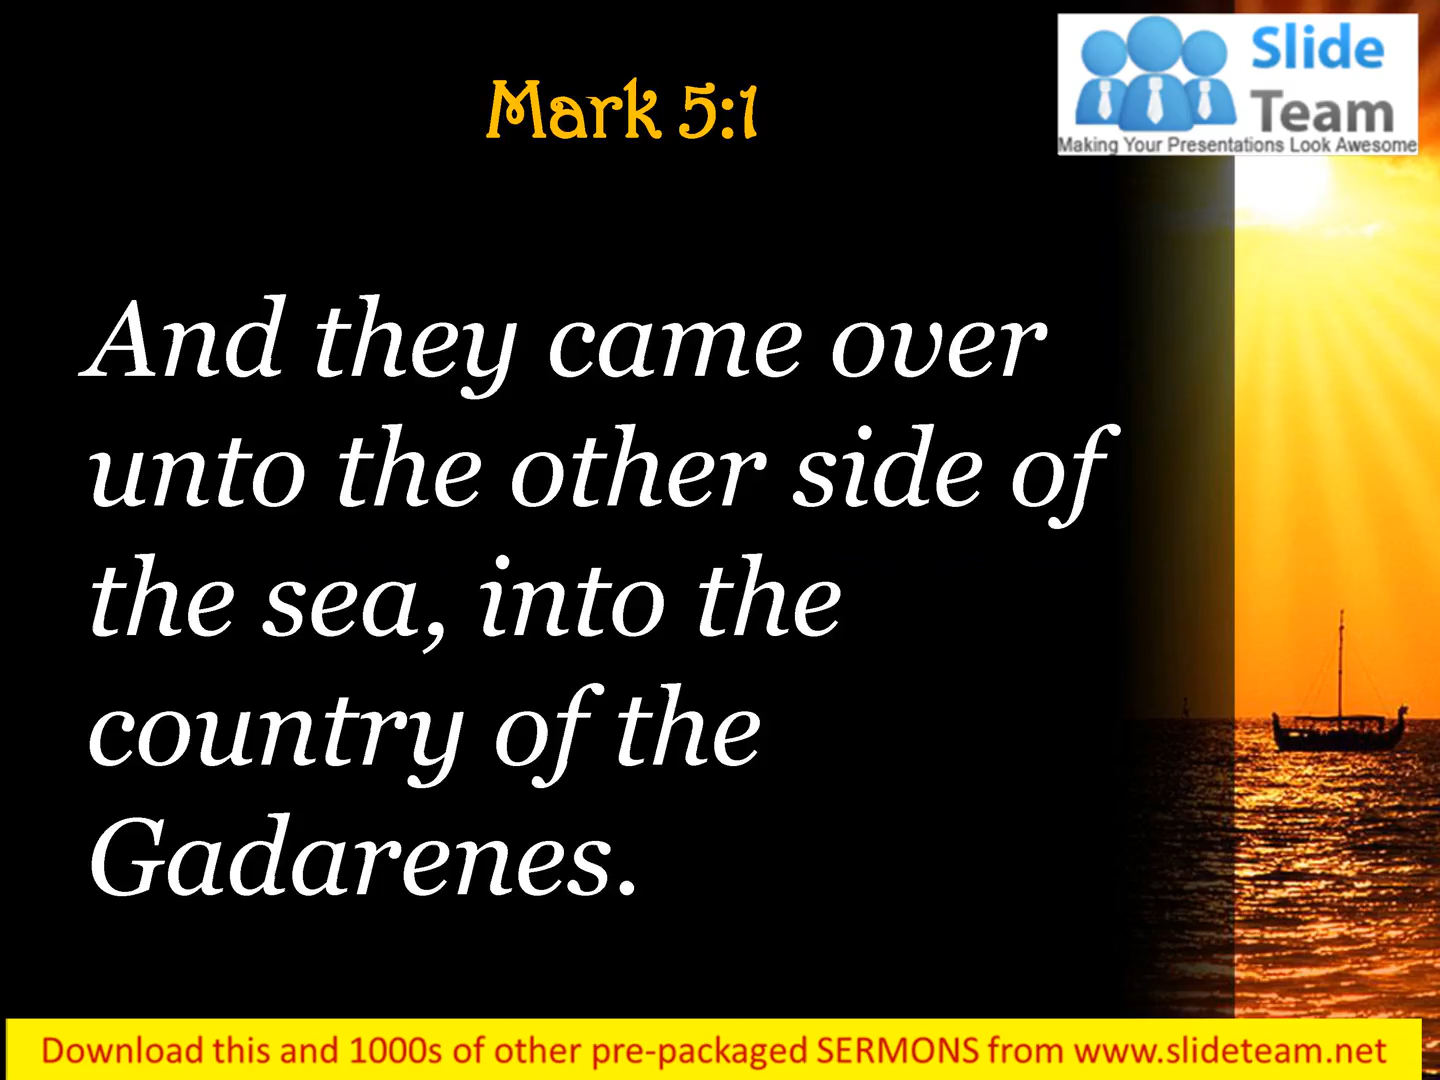 Mark 5:1
Slide
Team
Making Your Presentations Look Awesome
And they came over
unto the other side of
the sea, into the
country of the
Gadarenes.
Download this and 1000s of other pre-packaged SERMONS from www.slideteam.net